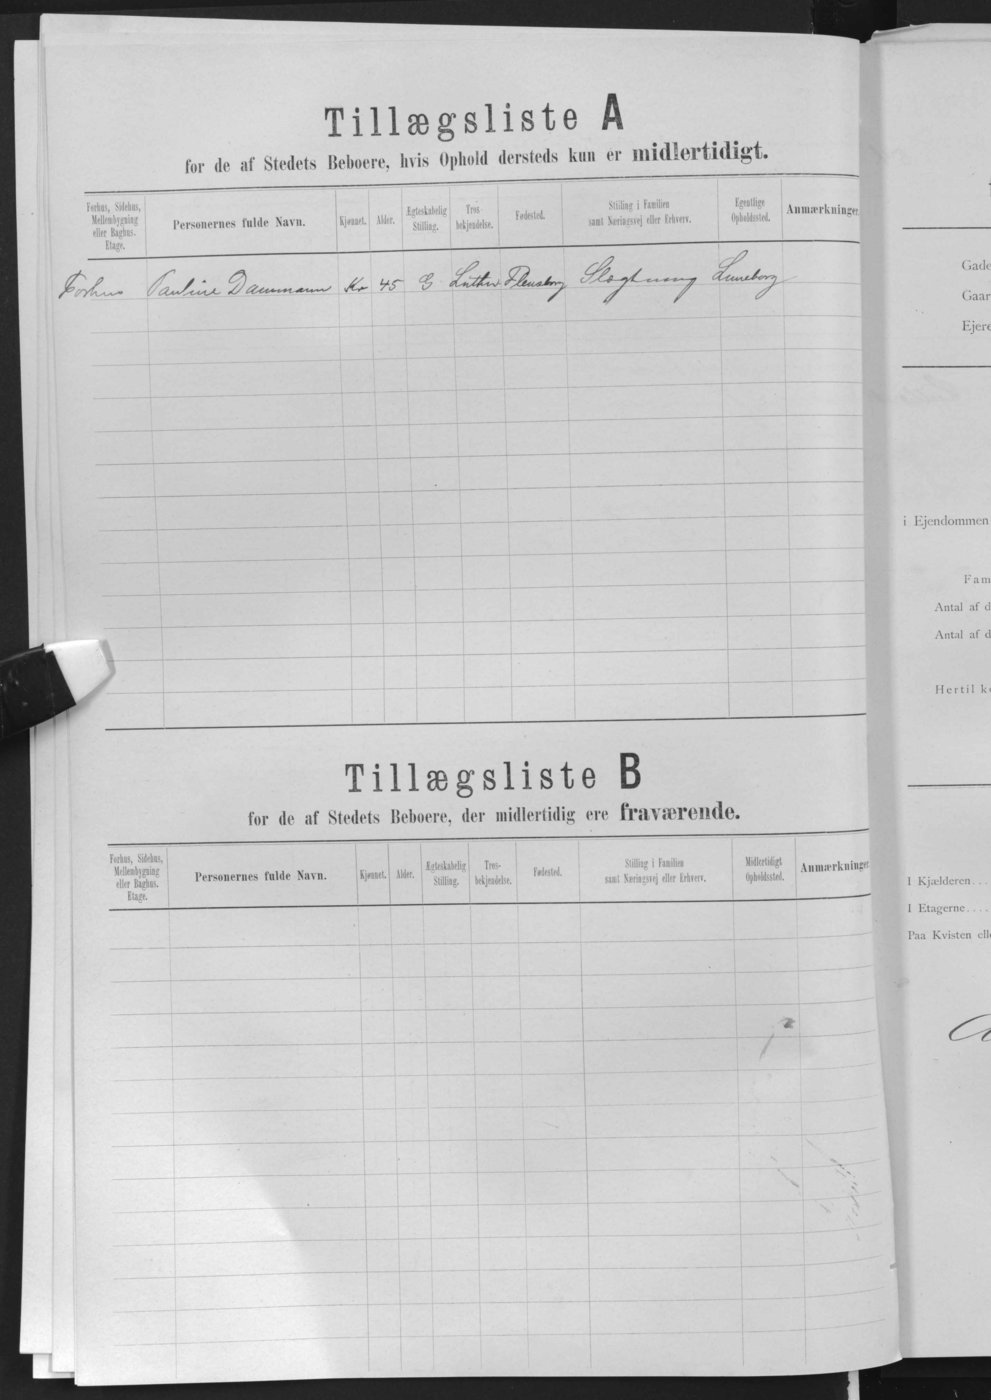 Tillægsliste A
for de af Stedets Beboere, hvis Ophold dersteds kun er midlertidigt.
Forhus, Sidehus, Mellembygning eller Baghus. Etage.
Personernes fulde Navn.
Kjønnet.
Alder.
Ægteskabelig Stilling.
Trosbekjendelse.
Fødested.
Stilling i Familien samt Næringsvej eller Erhverv.
Egentlige Opholdssted.
Anmærkninger
Forhus Pauline Dammann Kv 45 G Luther Flensborg Slægtning Luneborg
Tillægsliste B
for de af Stedets Beboere, der midlertidig ere fraværende.
Forhus, Sidehus, Mellembygning eller Baghus. Etage.
Personernes fulde Navn.
Kjønnet.
Alder.
Ægteskabelig Stilling.
Trosbekjendelse.
Fødested.
Stilling i Familien samt Næringsvej eller Erhverv.
Midlertidigt Opholdssted.
Anmærkninger
Gade
Gaar
Ejere
i Ejendommen
Fam
Antal af d
Antal af d
Hertil k
I Kjælderen...
I Etagerne....
Paa Kvisten elle